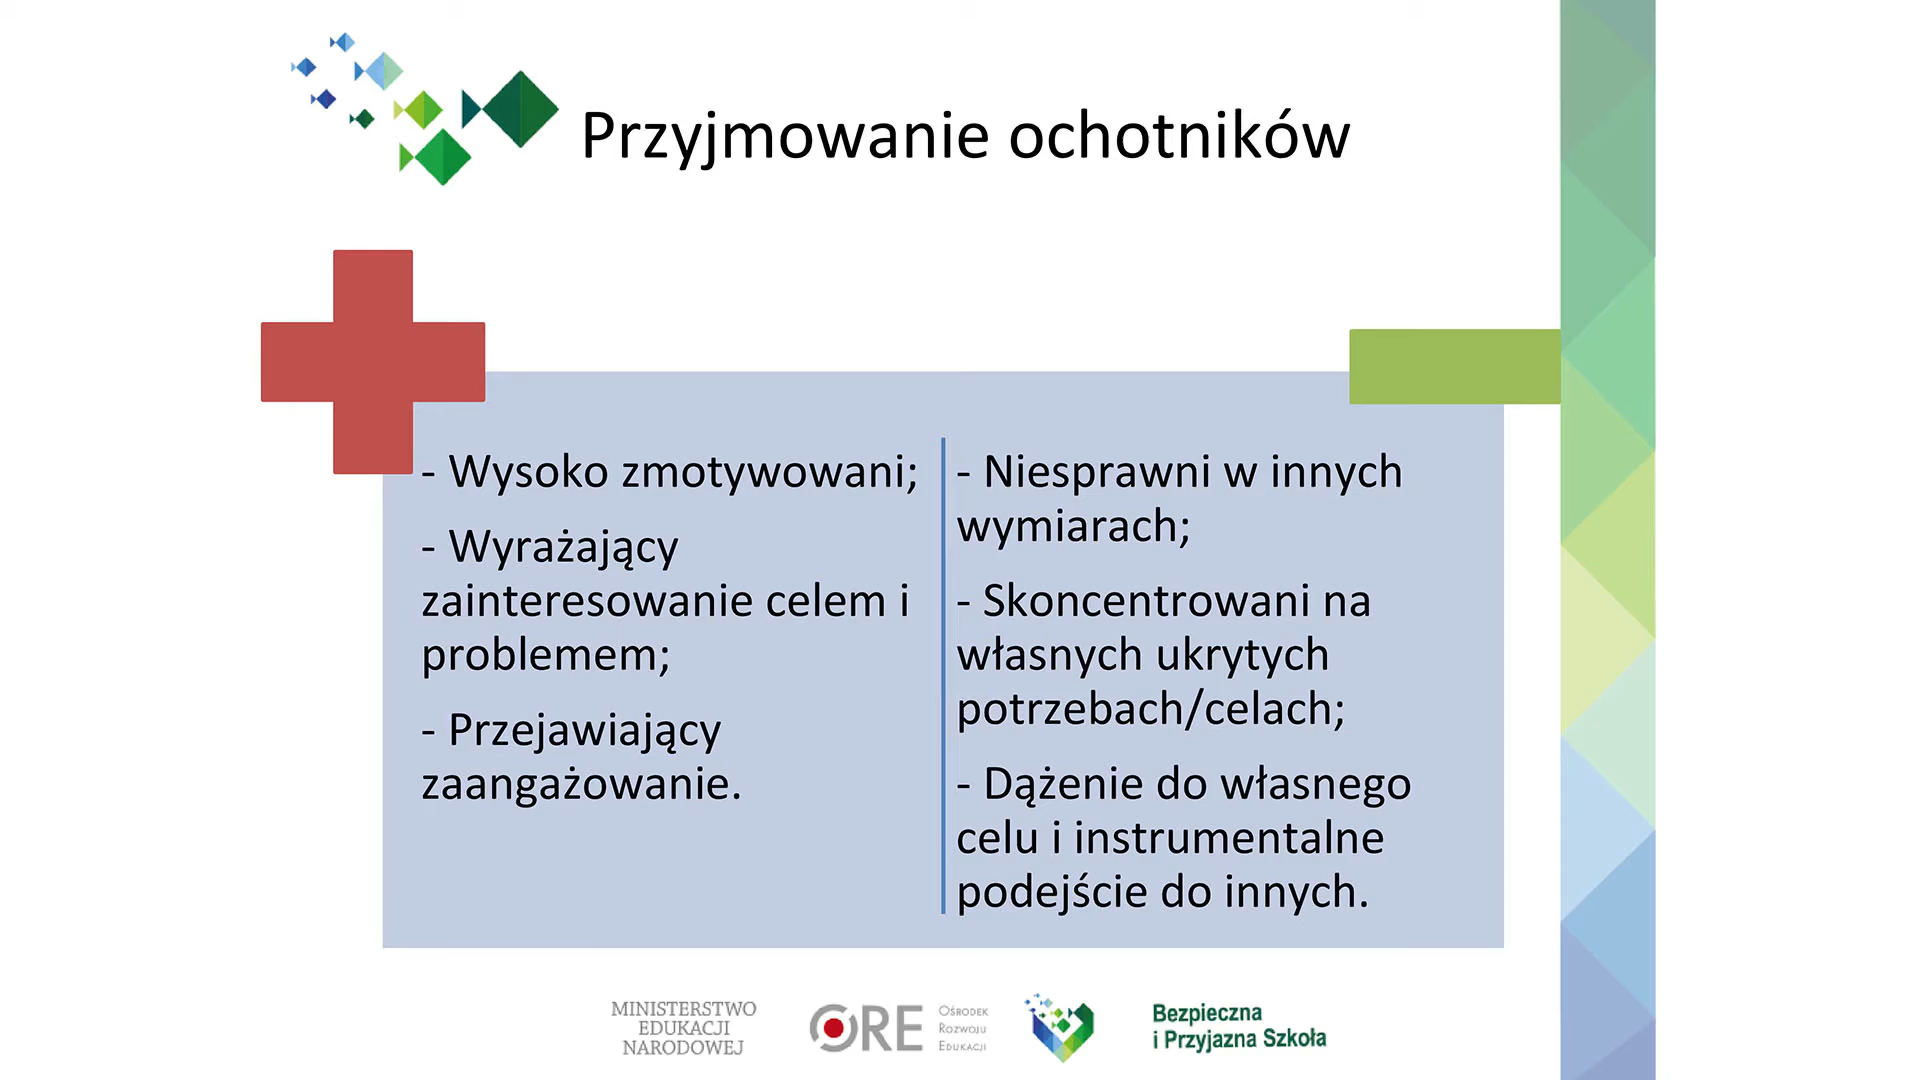 Przyjmowanie ochotników
- Wysoko zmotywowani;
- Wyrażający
zainteresowanie celem i
problemem;
- Przejawiający
zaangażowanie.
- Niesprawni w innych
wymiarach;
- Skoncentrowani na
własnych ukrytych
potrzebach/celach;
- Dążenie do własnego
celu i instrumentalne
podejście do innych.
MINISTERSTWO
EDUKACJI
NARODOWEJ
ORE
Ośrodek
Rozwoju
Edukacji
Bezpieczna
i Przyjazna Szkoła